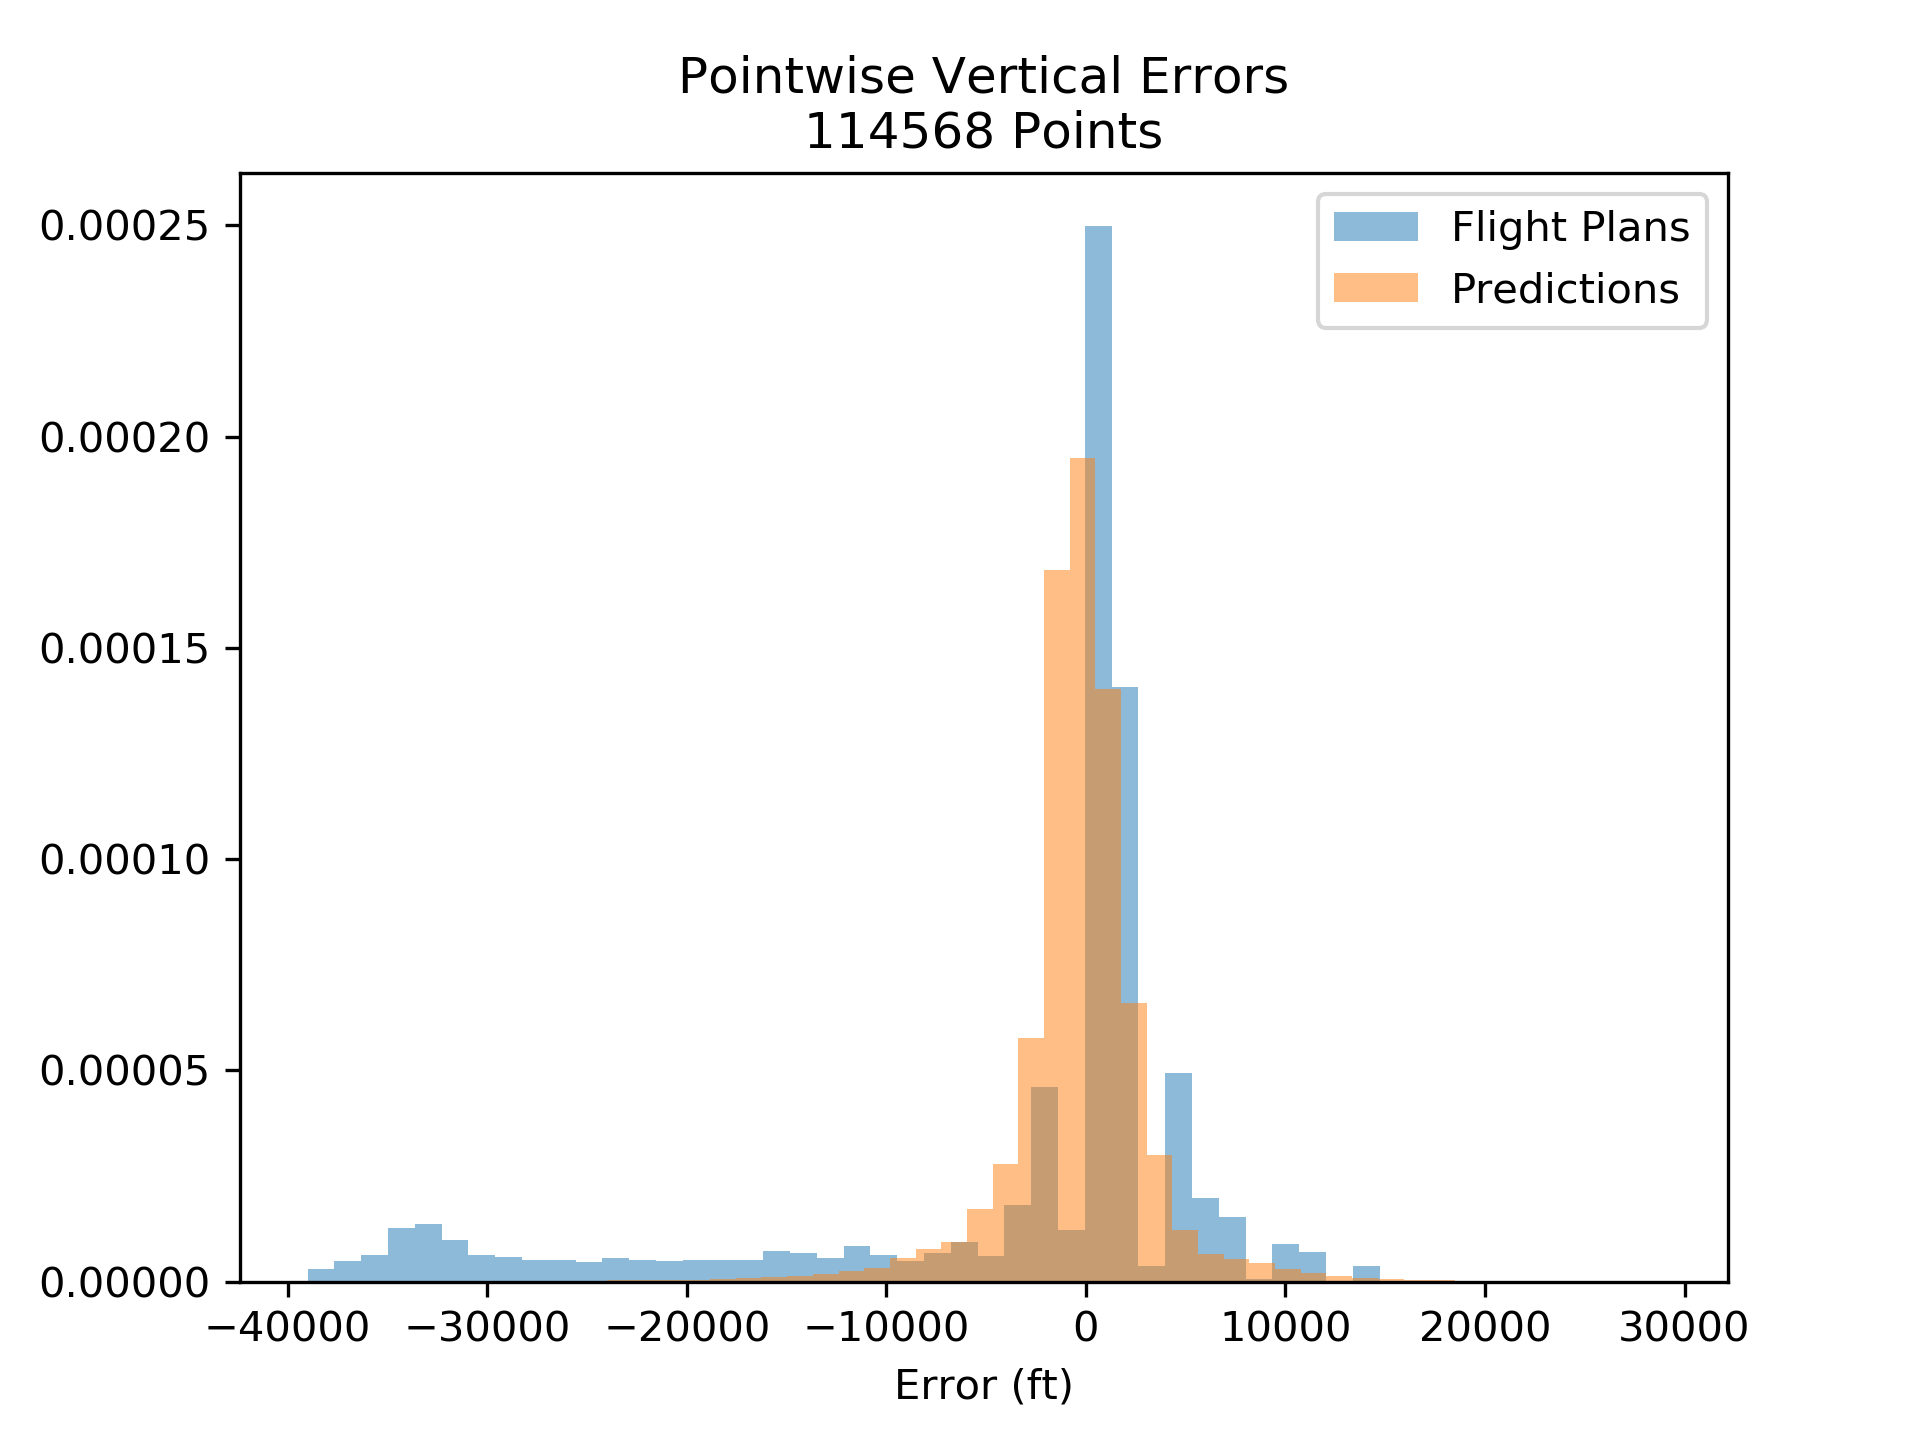 Pointwise Vertical Errors
114568 Points
Flight Plans
Predictions
0.00025
0.00020
0.00015
0.00010
0.00005
0.00000
−40000 −30000 −20000 −10000 0 10000 20000 30000
Error (ft)